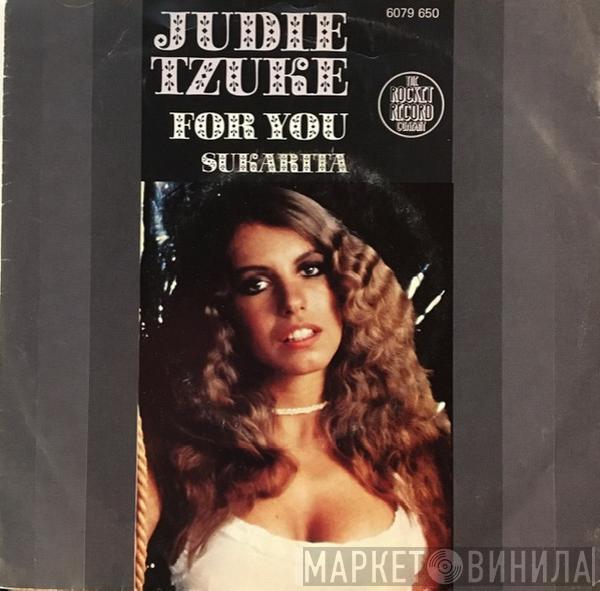 JUDIE
TZUKE
6079 650
THE
ROCKET
RECORD
COMPANY
FOR YOU
SUKARITA
МАРКЕТ ВИНИЛА